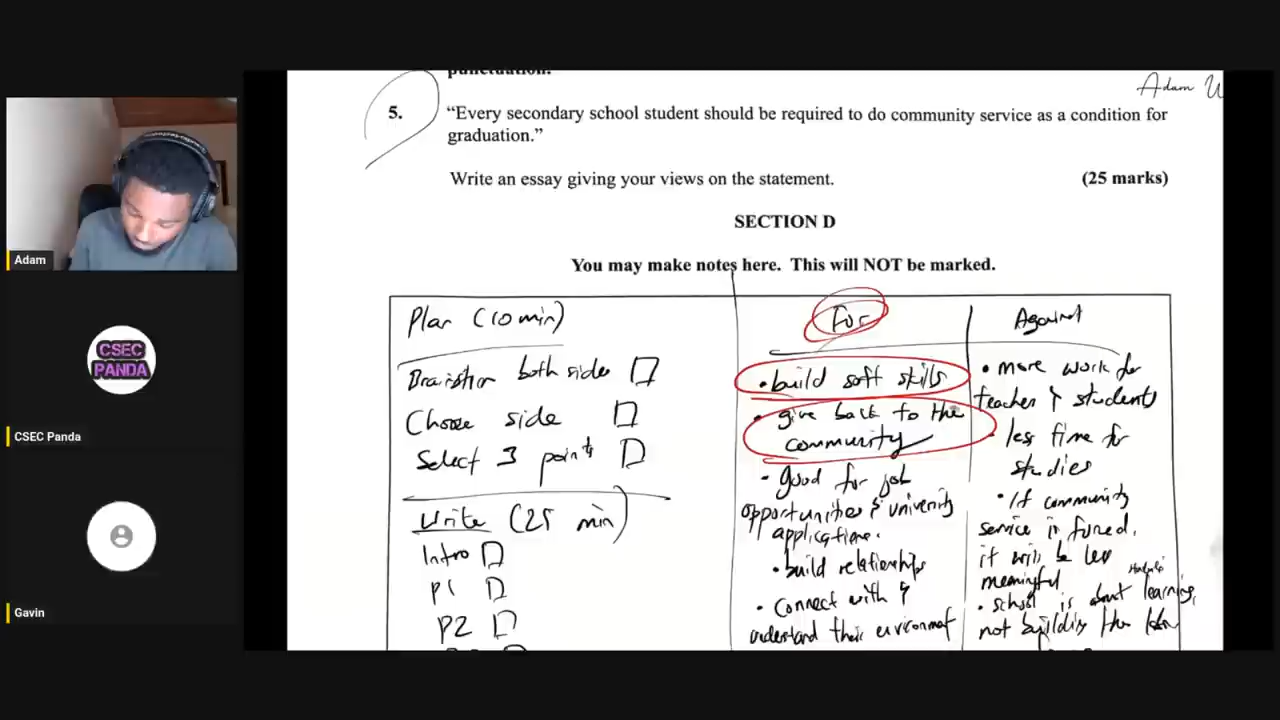 punctuation.
Adam
5. “Every secondary school student should be required to do community service as a condition for
graduation.”
Write an essay giving your views on the statement. (25 marks)
SECTION D
You may make notes here. This will NOT be marked.
Plan (10 min)
Brainstorm both sides
Choose side
Select 3 points
Write (25 min)
Intro
P1
P2
For
• build soft skills
• give back to the
community
• good for job
opportunities & university
applications.
• build relationships
• connect with &
understand their environment
Against
• more work for
teacher & students
• less time for
studies
• If community
service is forced,
it will be less
meaningful
• school is about learning,
not building the
Adam
CSEC
PANDA
CSEC Panda
Gavin